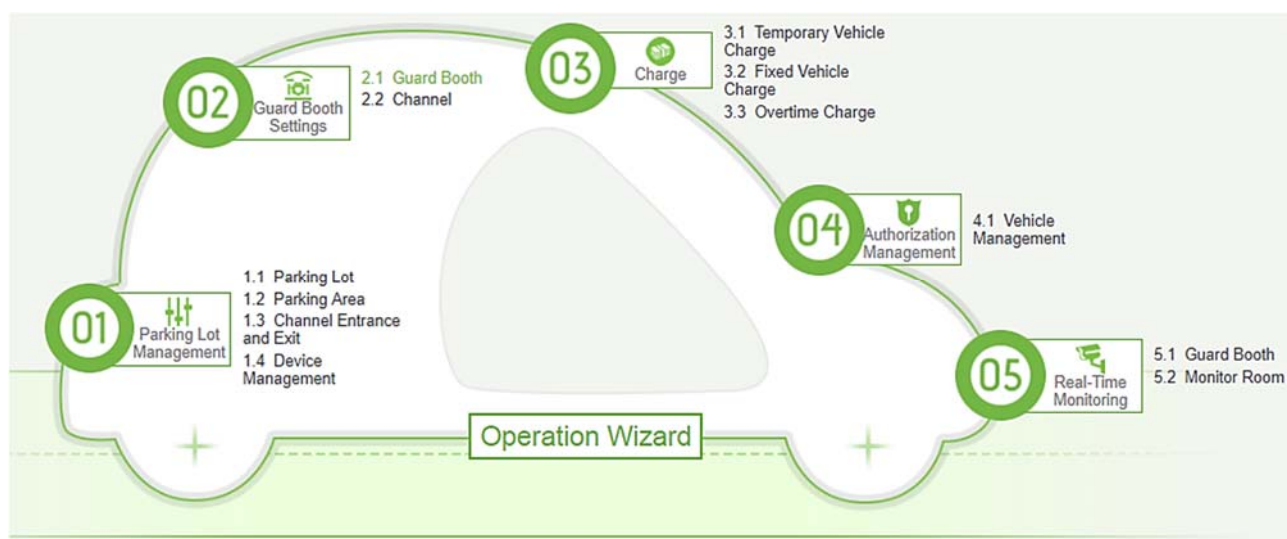 01
Parking Lot
Management
1.1 Parking Lot
1.2 Parking Area
1.3 Channel Entrance
and Exit
1.4 Device
Management
02
Guard Booth
Settings
2.1 Guard Booth
2.2 Channel
03
Charge
3.1 Temporary Vehicle
Charge
3.2 Fixed Vehicle
Charge
3.3 Overtime Charge
04
Authorization
Management
4.1 Vehicle
Management
05
Real-Time
Monitoring
5.1 Guard Booth
5.2 Monitor Room
Operation Wizard